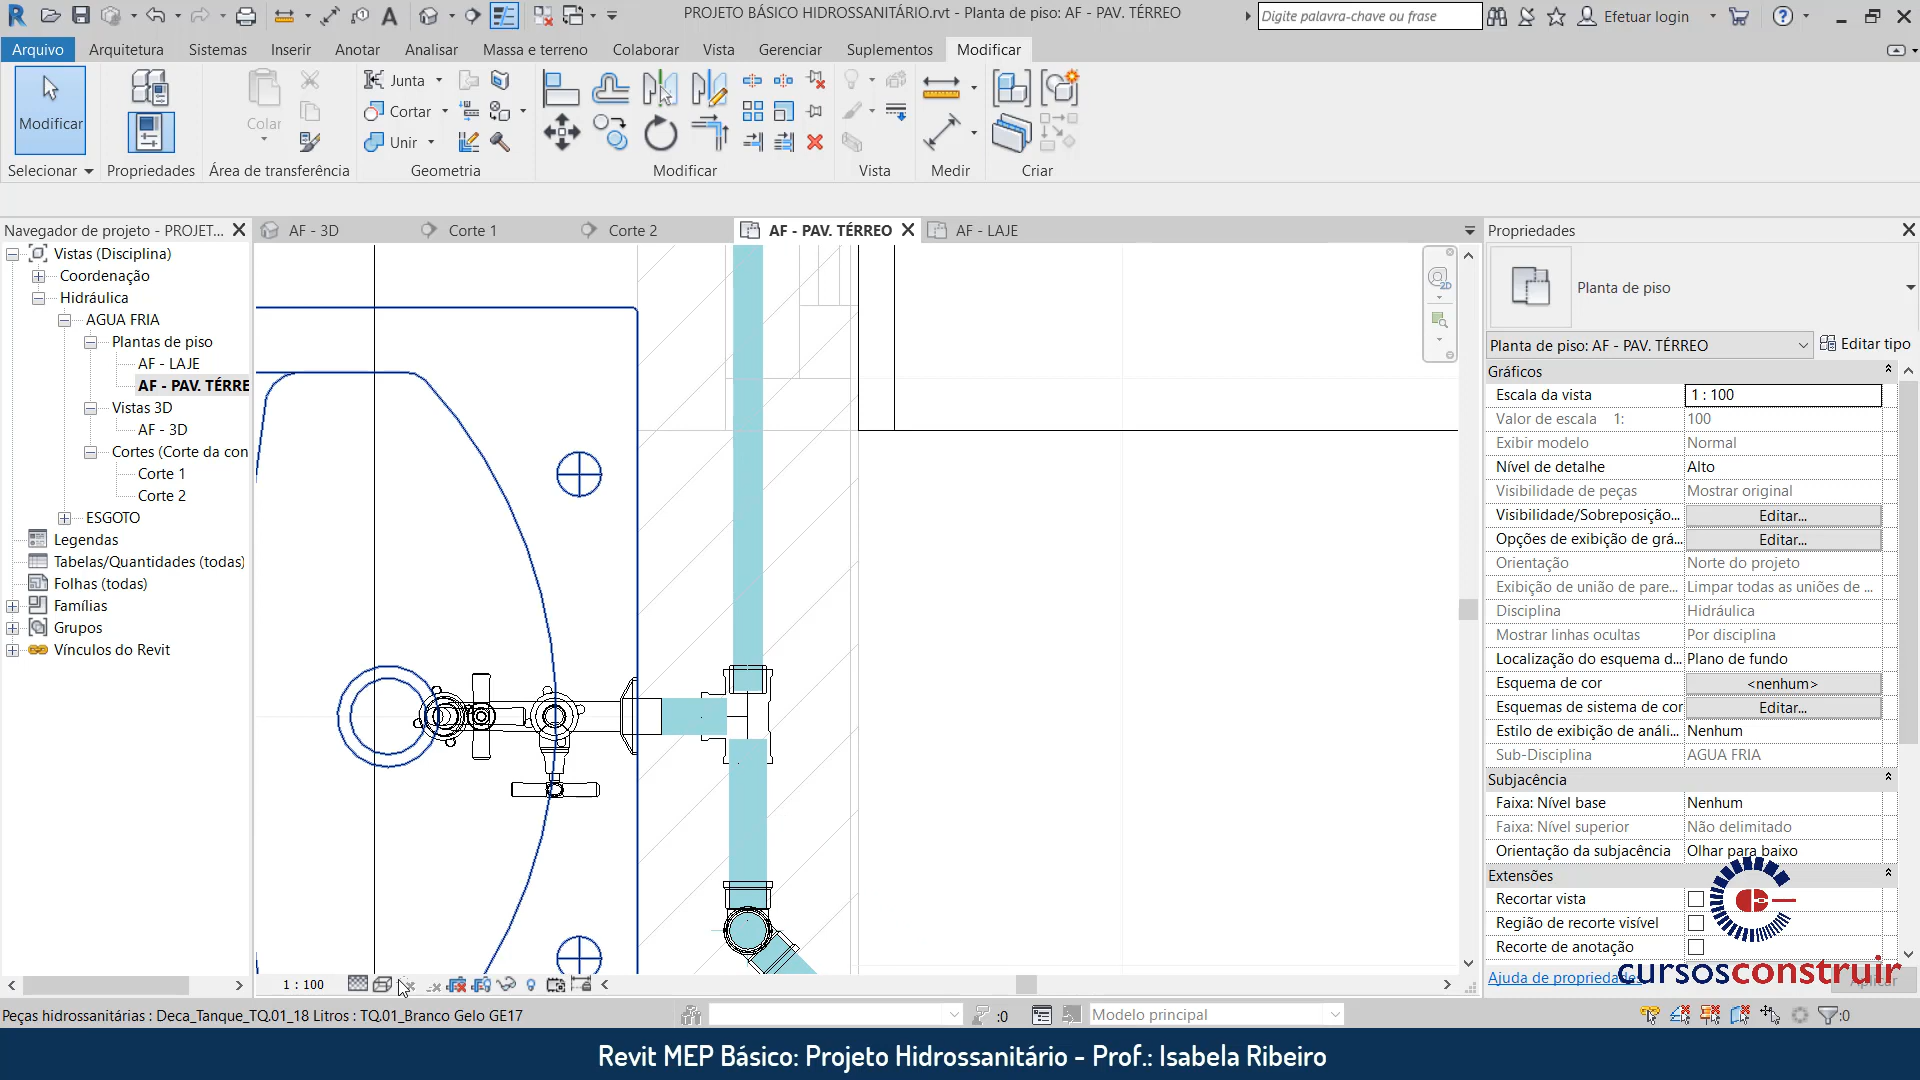 PROJETO BÁSICO HIDROSSANITÁRIO.rvt - Planta de piso: AF - PAV. TÉRREO
Digite palavra-chave ou frase
Efetuar login
Arquivo Arquitetura Sistemas Inserir Anotar Analisar Massa e terreno Colaborar Vista Gerenciar Suplementos Modificar
Modificar
Colar
Junta
Cortar
Unir
Selecionar Propriedades Área de transferência Geometria Modificar Vista Medir Criar
Navegador de projeto - PROJET...
AF - 3D Corte 1 Corte 2 AF - PAV. TÉRREO AF - LAJE
Vistas (Disciplina)
Coordenação
Hidráulica
AGUA FRIA
Plantas de piso
AF - LAJE
AF - PAV. TÉRRE
Vistas 3D
AF - 3D
Cortes (Corte da con
Corte 1
Corte 2
ESGOTO
Legendas
Tabelas/Quantidades (todas)
Folhas (todas)
Famílias
Grupos
Vínculos do Revit
2D
Propriedades
Planta de piso
Planta de piso: AF - PAV. TÉRREO Editar tipo
Gráficos
Escala da vista 1 : 100
Valor de escala 1: 100
Exibir modelo Normal
Nível de detalhe Alto
Visibilidade de peças Mostrar original
Visibilidade/Sobreposição... Editar...
Opções de exibição de grá... Editar...
Orientação Norte do projeto
Exibição de união de pare... Limpar todas as uniões de ...
Disciplina Hidráulica
Mostrar linhas ocultas Por disciplina
Localização do esquema d... Plano de fundo
Esquema de cor <nenhum>
Esquemas de sistema de cor Editar...
Estilo de exibição de análi... Nenhum
Sub-Disciplina AGUA FRIA
Subjacência
Faixa: Nível base Nenhum
Faixa: Nível superior Não delimitado
Orientação da subjacência Olhar para baixo
Extensões
Recortar vista
Região de recorte visível
Recorte de anotação
Ajuda de propriedade
cursosconstruir
Aplicar
1 : 100
Peças hidrossanitárias : Deca_Tanque_TQ.01_18 Litros : TQ.01_Branco Gelo GE17
:0
Modelo principal
:0
Revit MEP Básico: Projeto Hidrossanitário - Prof.: Isabela Ribeiro